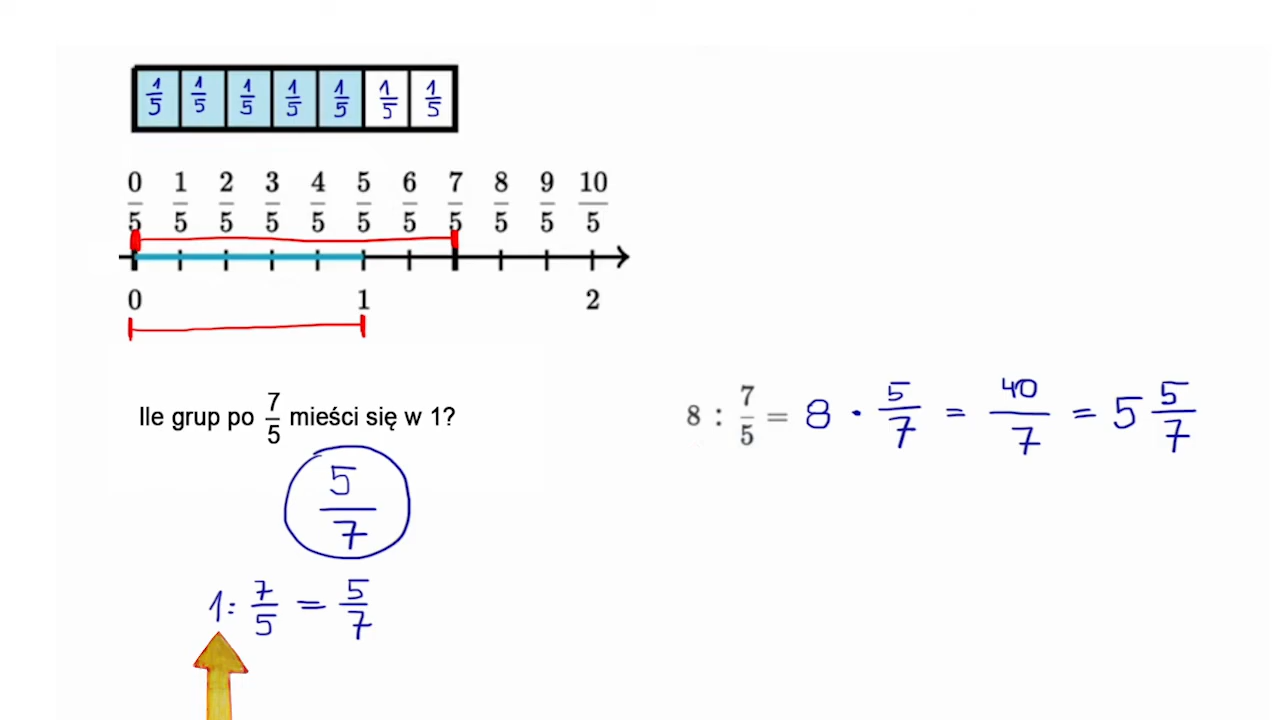 1/5 1/5 1/5 1/5 1/5 1/5 1/5
0/5 1/5 2/5 3/5 4/5 5/5 6/5 7/5 8/5 9/5 10/5
0 1 2
Ile grup po 7/5 mieści się w 1?
5/7
1 : 7/5 = 5/7
8 : 7/5 = 8 · 5/7 = 40/7 = 5 5/7